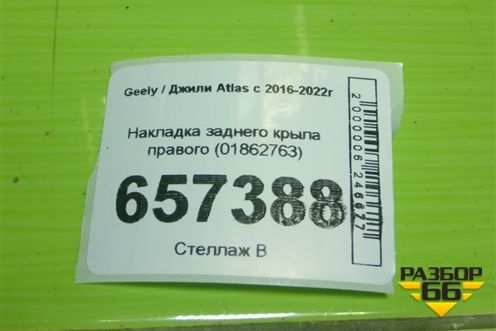 Geely / Джили Atlas с 2016-2022г
Накладка заднего крыла
правого (01862763)
657388
Стеллаж В
2000006246677
РАЗБОР
66